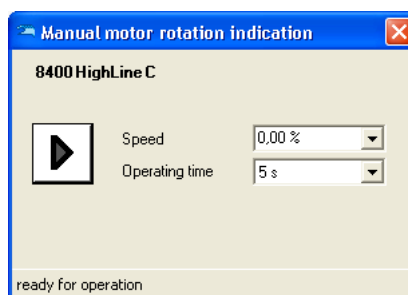 Manual motor rotation indication
8400 HighLine C
Speed 0,00 %
Operating time 5 s
ready for operation